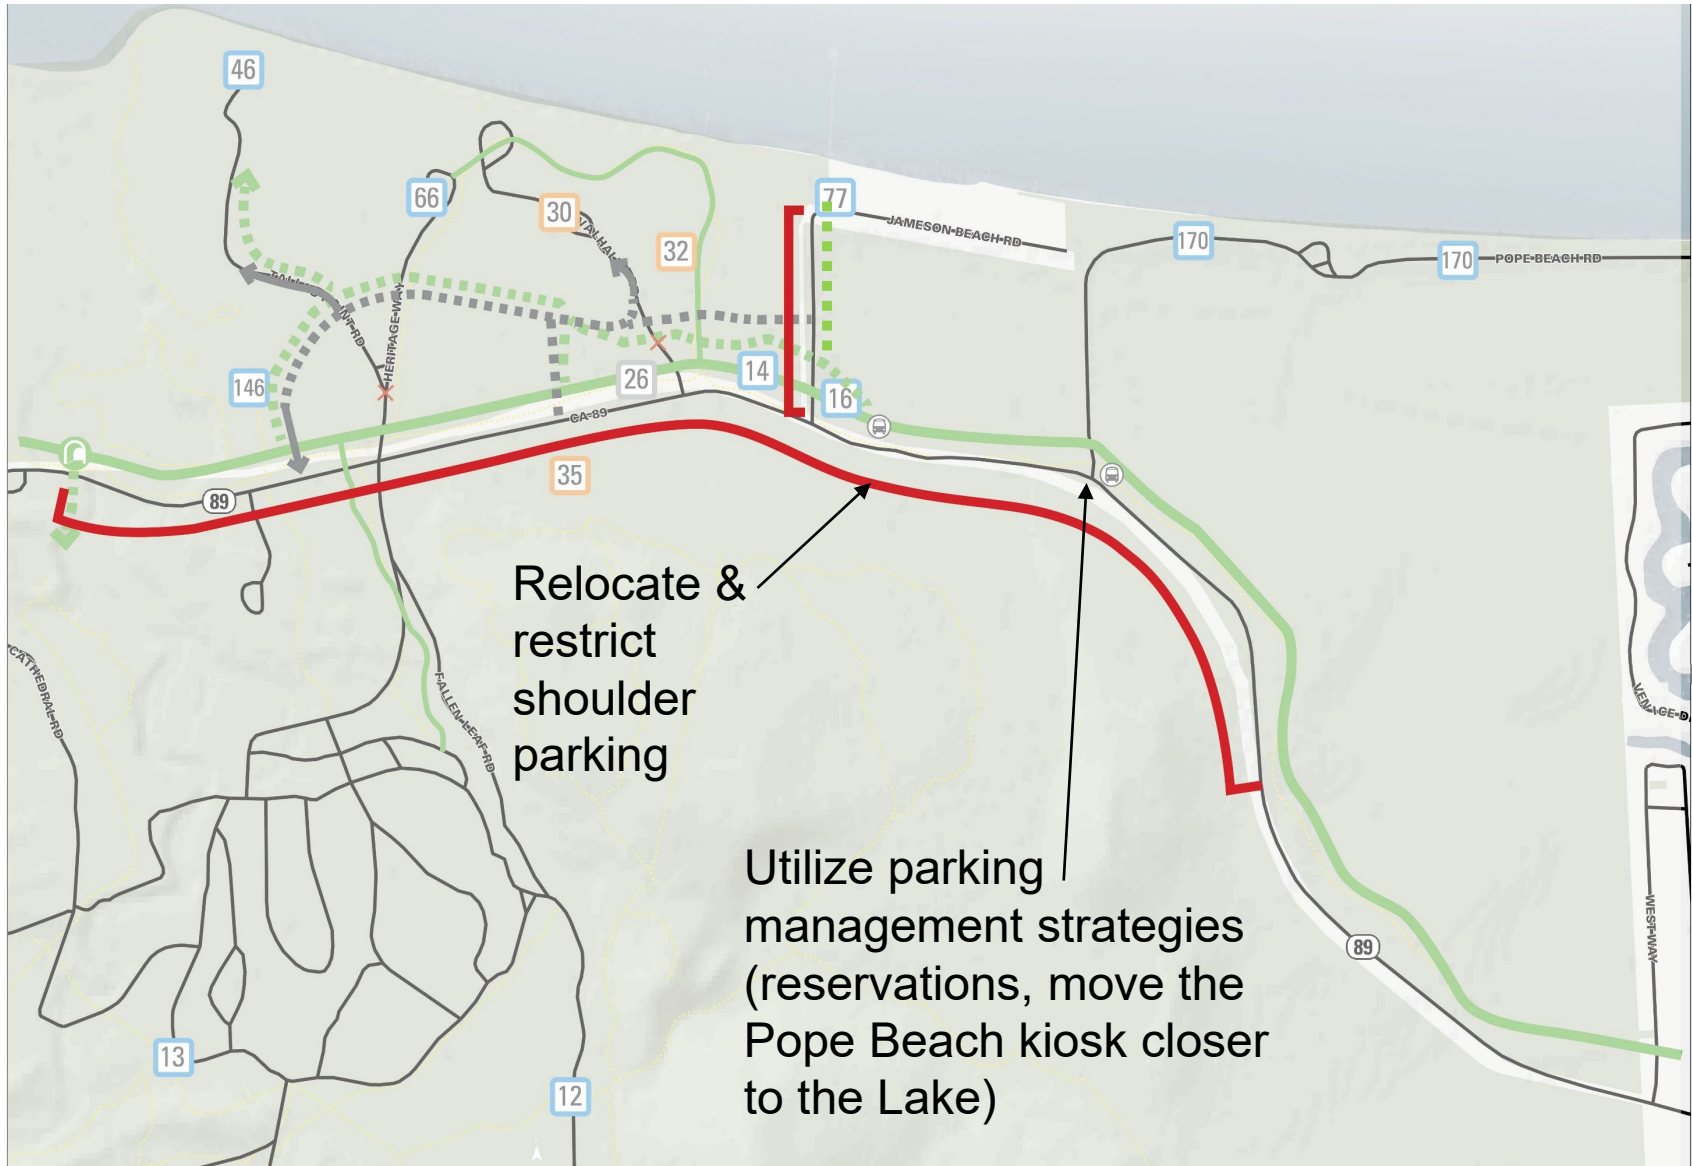 46
66
30
77
32
JAMESON-BEACH RD
170
170
POPE BEACH RD
HERITAGE-WAY
146
26
14
16
CA-89
35
89
Relocate &
restrict
shoulder
parking
CATHEDRAL-RD
FALLEN-LEAF-RD
Utilize parking
management strategies
(reservations, move the
Pope Beach kiosk closer
to the Lake)
WEST-WAY
89
13
12